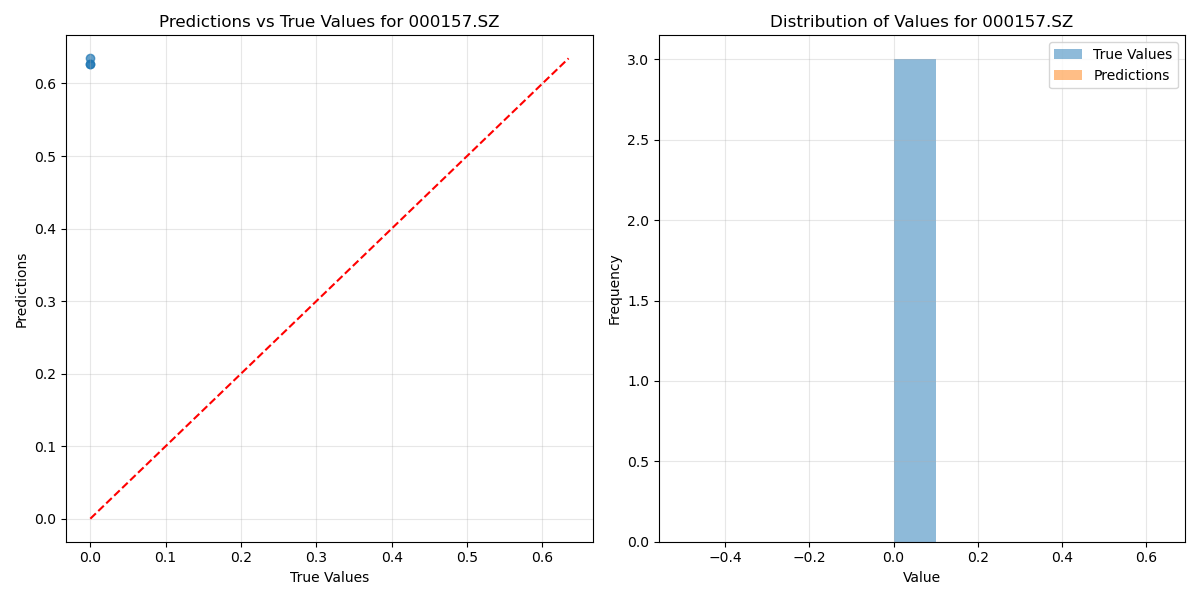 Predictions vs True Values for 000157.SZ
Predictions
0.6
0.5
0.4
0.3
0.2
0.1
0.0
0.0 0.1 0.2 0.3 0.4 0.5 0.6
True Values
Distribution of Values for 000157.SZ
True Values
Predictions
Frequency
3.0
2.5
2.0
1.5
1.0
0.5
0.0
−0.4 −0.2 0.0 0.2 0.4 0.6
Value